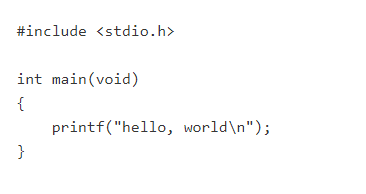 #include <stdio.h>

int main(void)
{
    printf("hello, world\n");
}